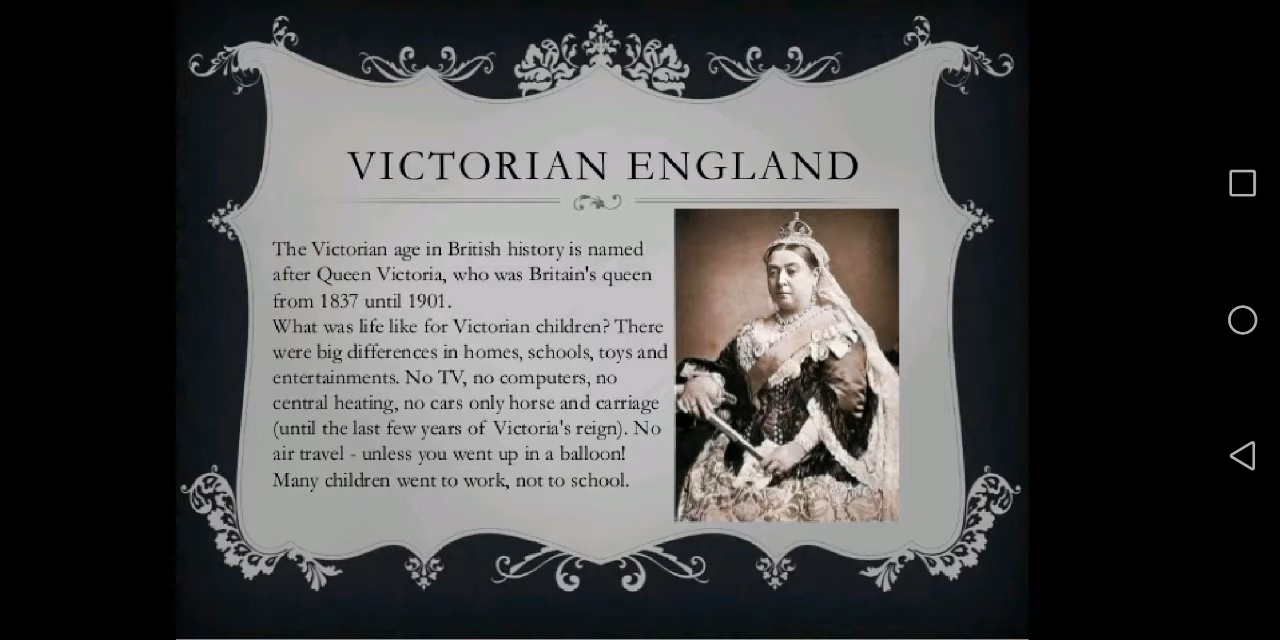 VICTORIAN ENGLAND
The Victorian age in British history is named
after Queen Victoria, who was Britain's queen
from 1837 until 1901.
What was life like for Victorian children? There
were big differences in homes, schools, toys and
entertainments. No TV, no computers, no
central heating, no cars only horse and carriage
(until the last few years of Victoria's reign). No
air travel - unless you went up in a balloon!
Many children went to work, not to school.